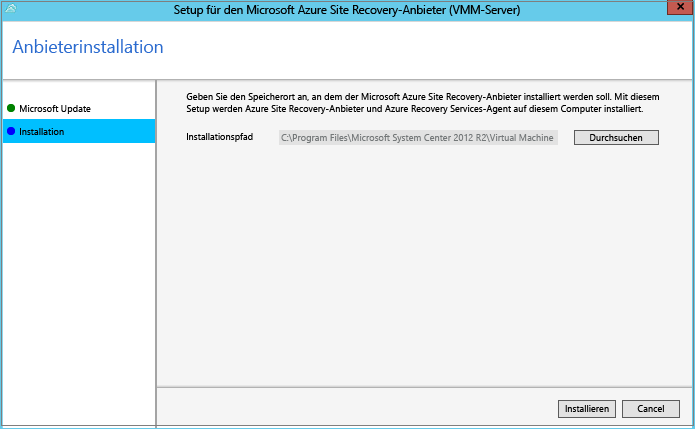 Setup für den Microsoft Azure Site Recovery-Anbieter (VMM-Server)
Anbieterinstallation
Microsoft Update
Installation
Geben Sie den Speicherort an, an dem der Microsoft Azure Site Recovery-Anbieter installiert werden soll. Mit diesem
Setup werden Azure Site Recovery-Anbieter und Azure Recovery Services-Agent auf diesem Computer installiert.
Installationspfad
C:\Program Files\Microsoft System Center 2012 R2\Virtual Machine
Durchsuchen
Installieren
Cancel